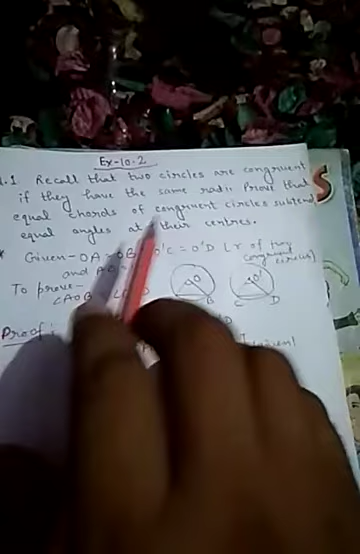 Ex-10.2
.1 Recall that two circles are congruent
if they have the same radii. Prove that
equal chords of congruent circles subtend
equal angles at their centres.
Given - OA = OB O'C = O'D [r of two
congruent circles)
and
To prove -
<AOB
O O'
B C D
Proof
S